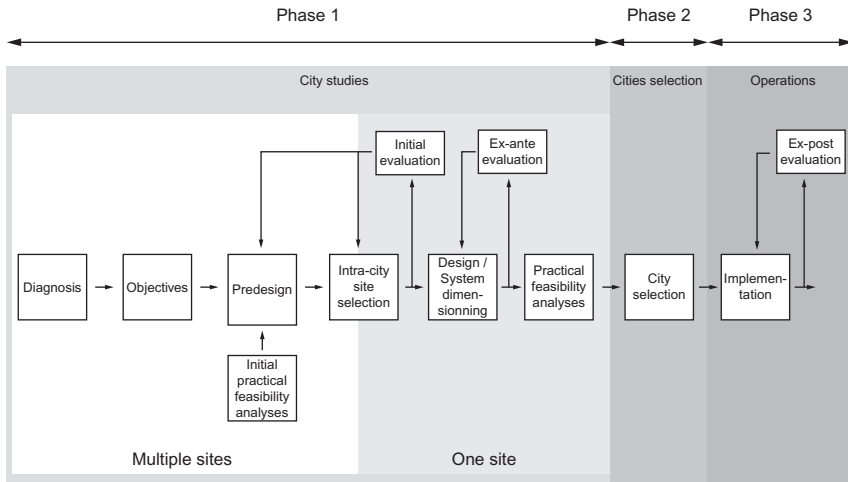 Phase 1
Phase 2
Phase 3
City studies
Cities selection
Operations
Initial
evaluation
Ex-ante
evaluation
Ex-post
evaluation
Diagnosis
Objectives
Predesign
Intra-city
site
selection
Design /
System
dimen-
sionning
Practical
feasibility
analyses
City
selection
Implemen-
tation
Initial
practical
feasibility
analyses
Multiple sites
One site